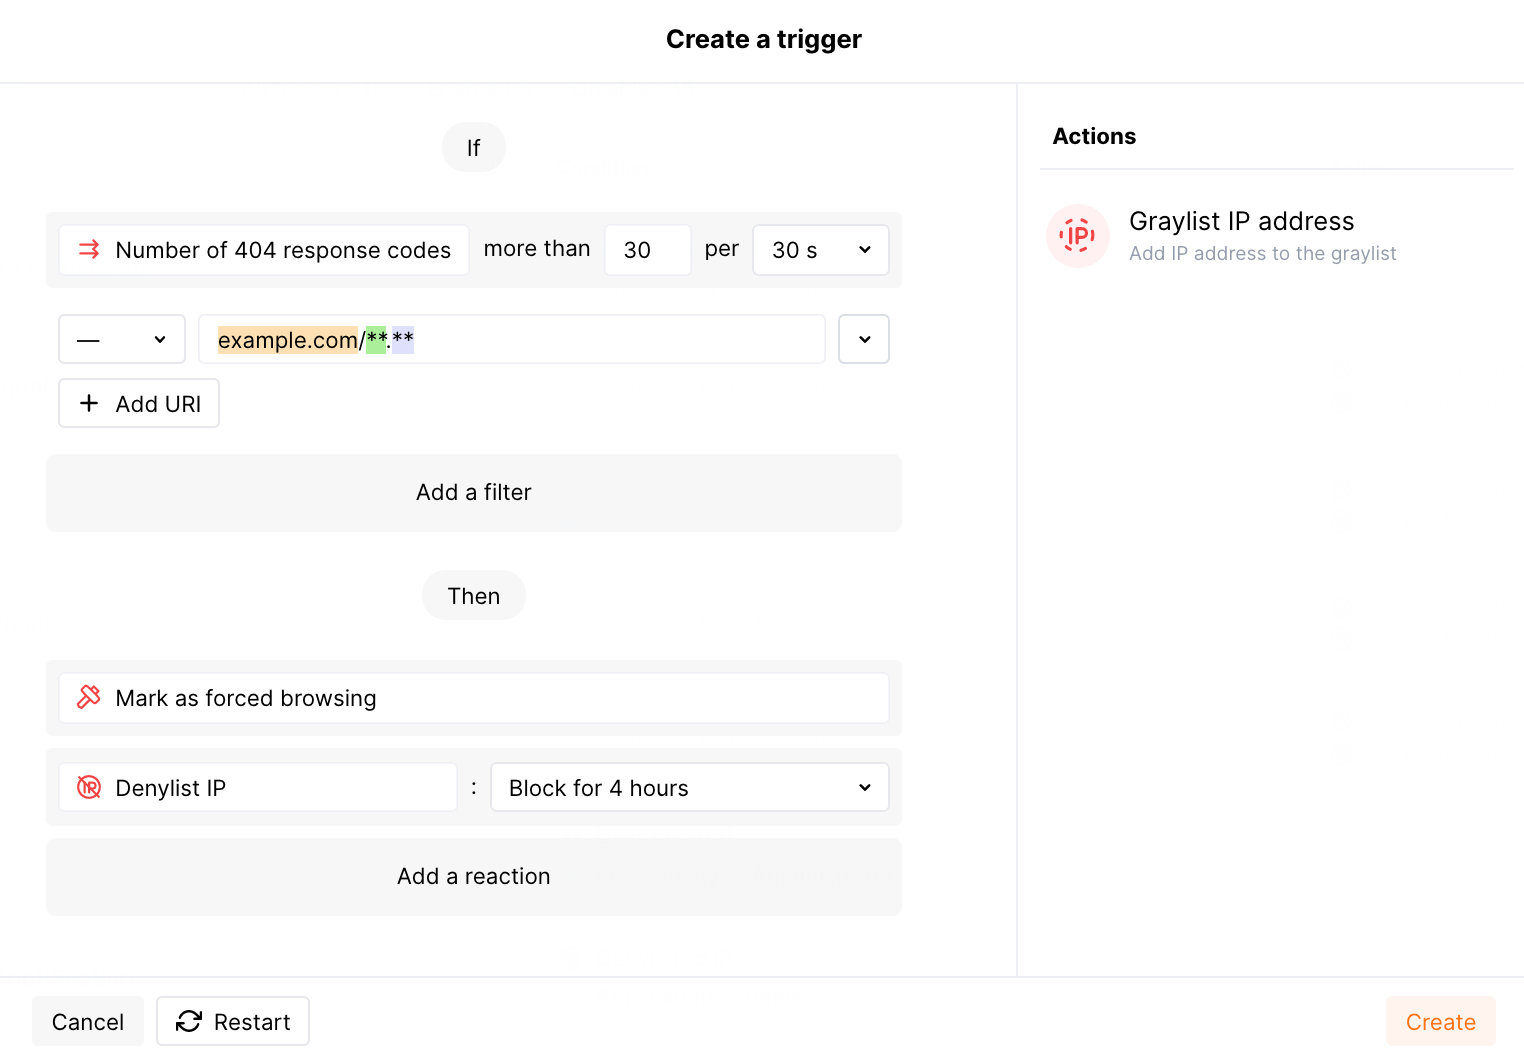 Create a trigger
If
Number of 404 response codes more than 30 per 30 s
— example.com/**.**
+ Add URI
Add a filter
Then
Mark as forced browsing
Denylist IP : Block for 4 hours
Add a reaction
Actions
IP
Graylist IP address
Add IP address to the graylist
Cancel Restart Create